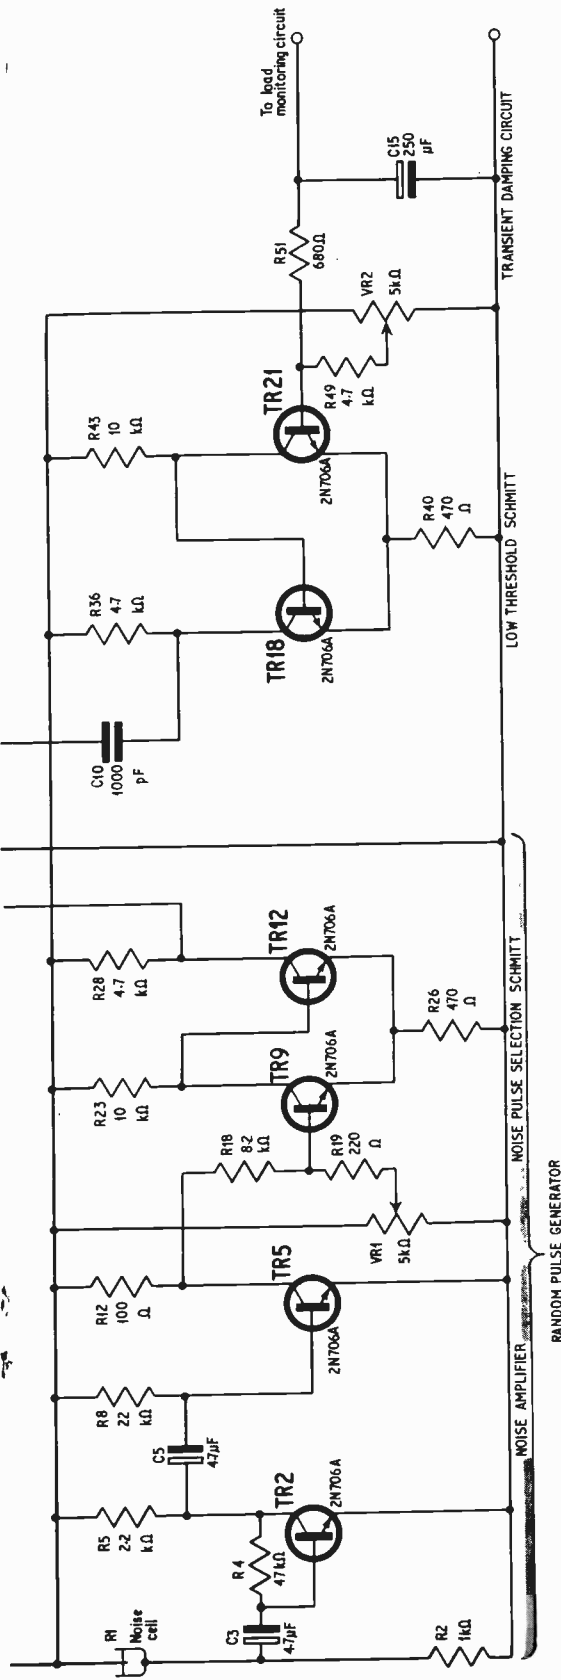 R1
Noise
cell
C3
4·7µF
R2
1kΩ
R4
47kΩ
R5
2·2
kΩ
TR2
2N706A
C5
4·7µF
R8
22
kΩ
R12
100
Ω
TR5
2N706A
NOISE AMPLIFIER
VR1
5kΩ
R18
8·2
kΩ
R19
220
Ω
R23
10
kΩ
TR9
2N706A
R28
4·7
kΩ
TR12
2N706A
R26
470
Ω
NOISE PULSE SELECTION SCHMITT
RANDOM PULSE GENERATOR
C10
1000
pF
R36
4·7
kΩ
TR18
2N706A
R43
10
kΩ
TR21
2N706A
R40
470
Ω
LOW THRESHOLD SCHMITT
R49
4·7
kΩ
VR2
5kΩ
R51
680Ω
C15
250
µF
To load
monitoring circuit
TRANSIENT DAMPING CIRCUIT